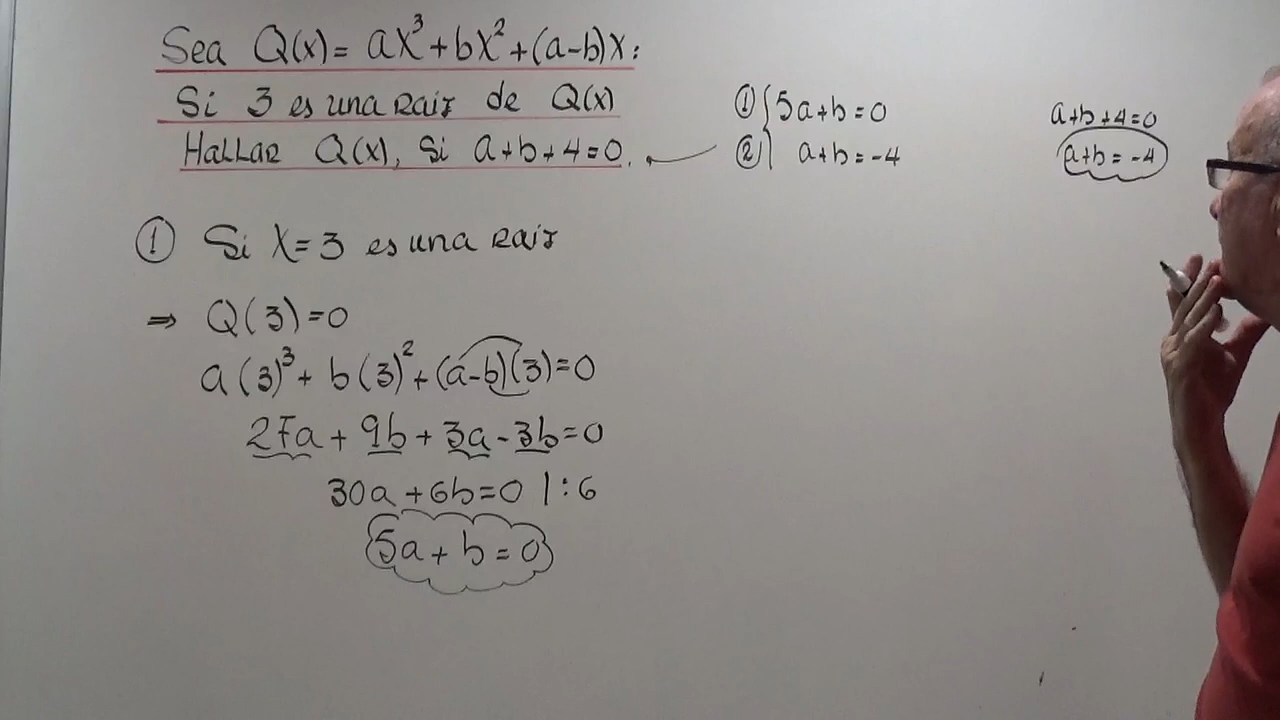 Sea Q(x) = ax³ + bx² + (a-b)x:
Si 3 es una raiz de Q(x)
Hallar Q(x), Si a+b+4=0.
① Si x=3 es una raiz
⇒ Q(3)=0
a(3)³ + b(3)² + (a-b)(3)=0
27a + 9b + 3a - 3b = 0
30a + 6b = 0 | : 6
5a + b = 0
① { 5a + b = 0
② a + b = -4
a+b+4=0
a+b = -4